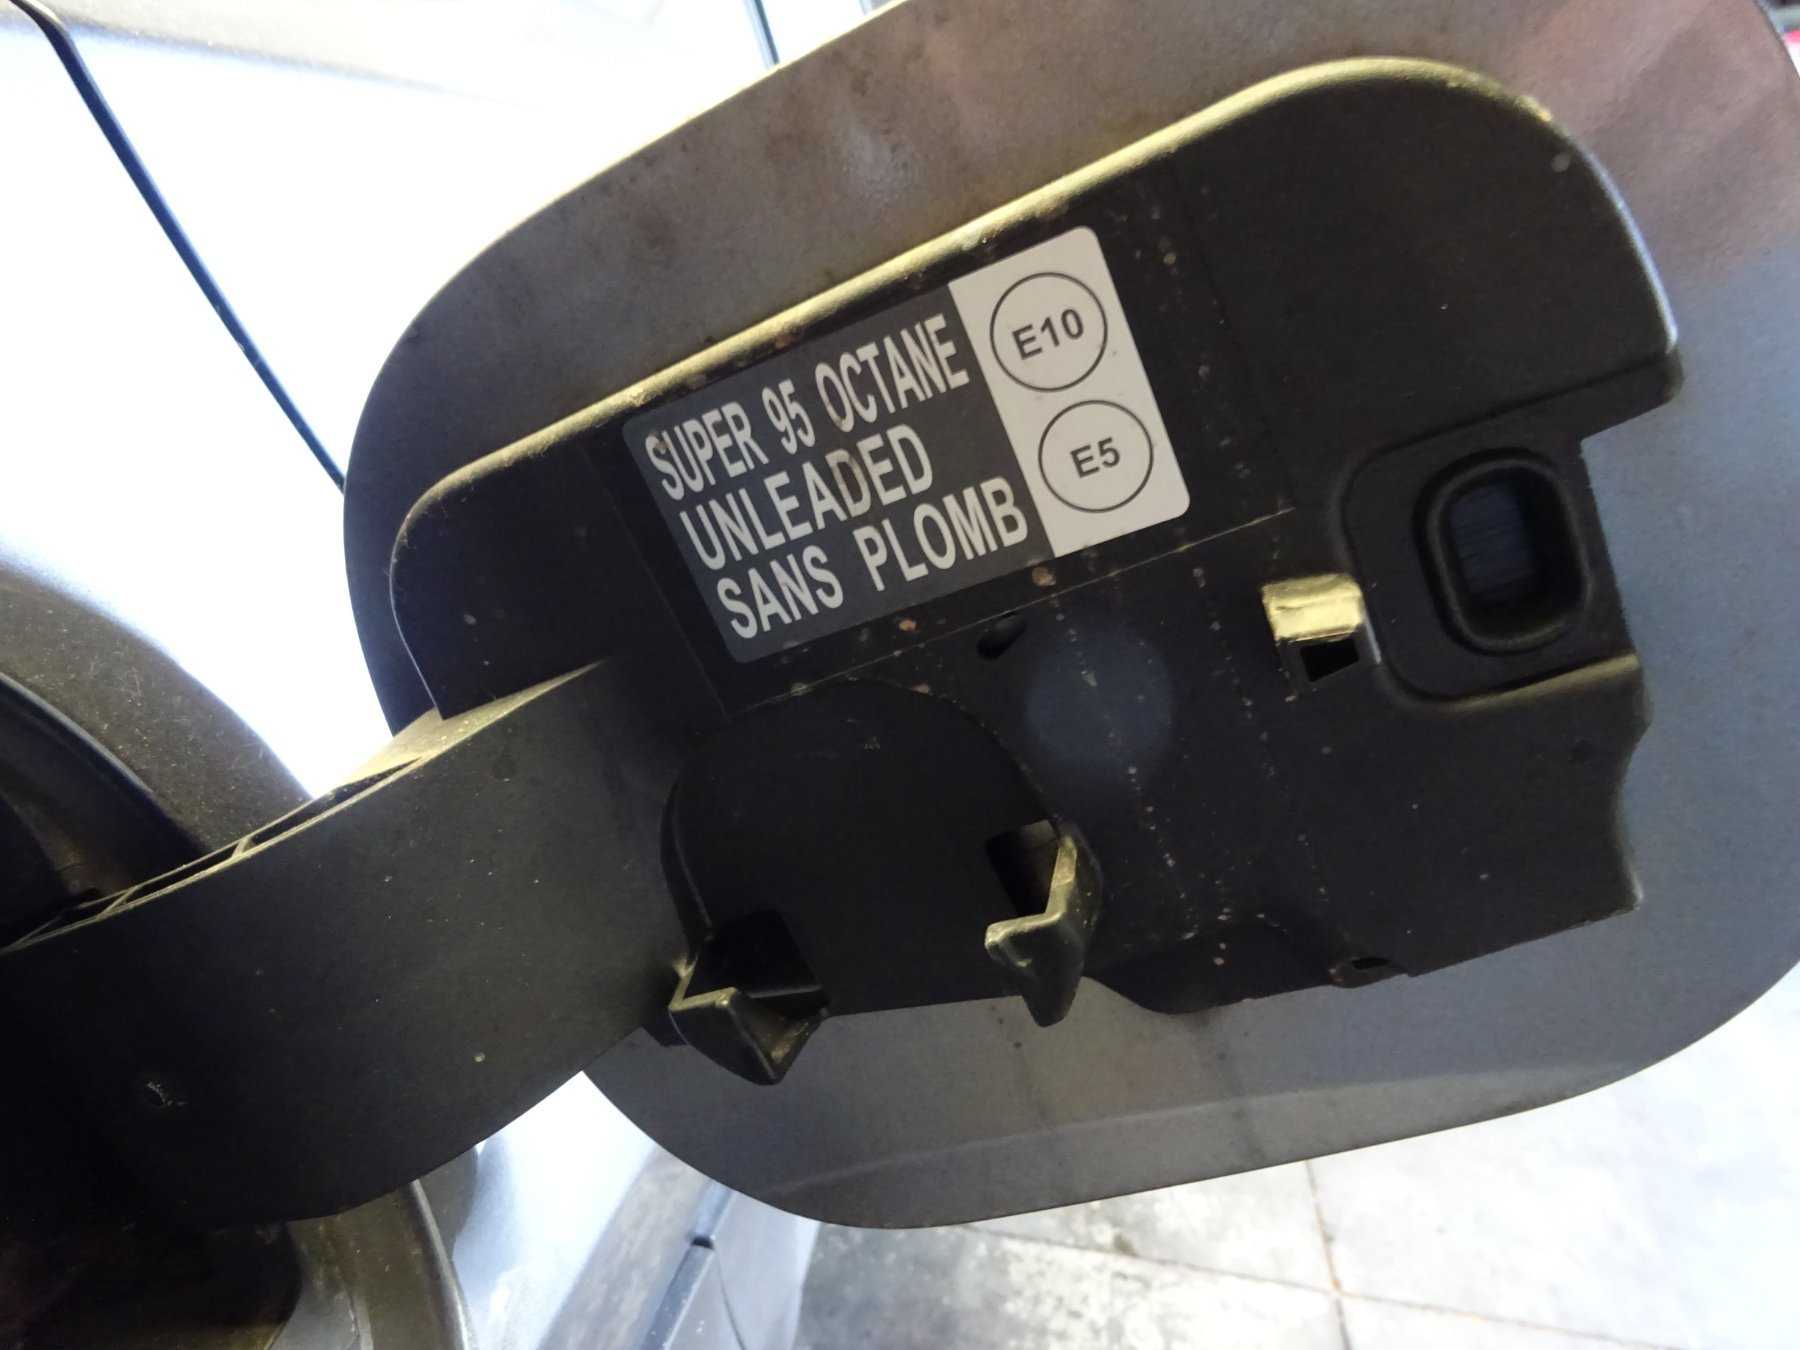 SUPER 95 OCTANE
UNLEADED
SANS PLOMB
E10
E5